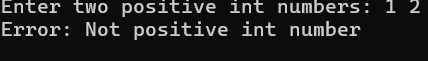 Enter two positive int numbers: 1 2
Error: Not positive int number